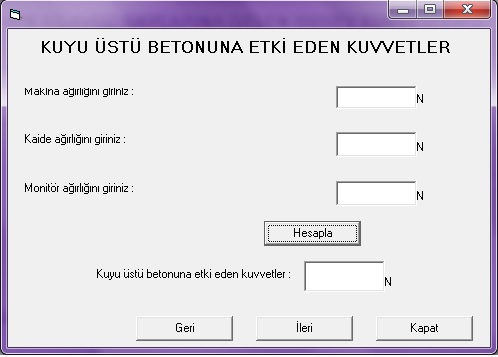 KUYU ÜSTÜ BETONUNA ETKİ EDEN KUVVETLER
Makina ağırlığını giriniz :
N
Kaide ağırlığını giriniz :
N
Monitör ağırlığını giriniz :
N
Hesapla
Kuyu üstü betonuna etki eden kuvvetler :
N
Geri
İleri
Kapat